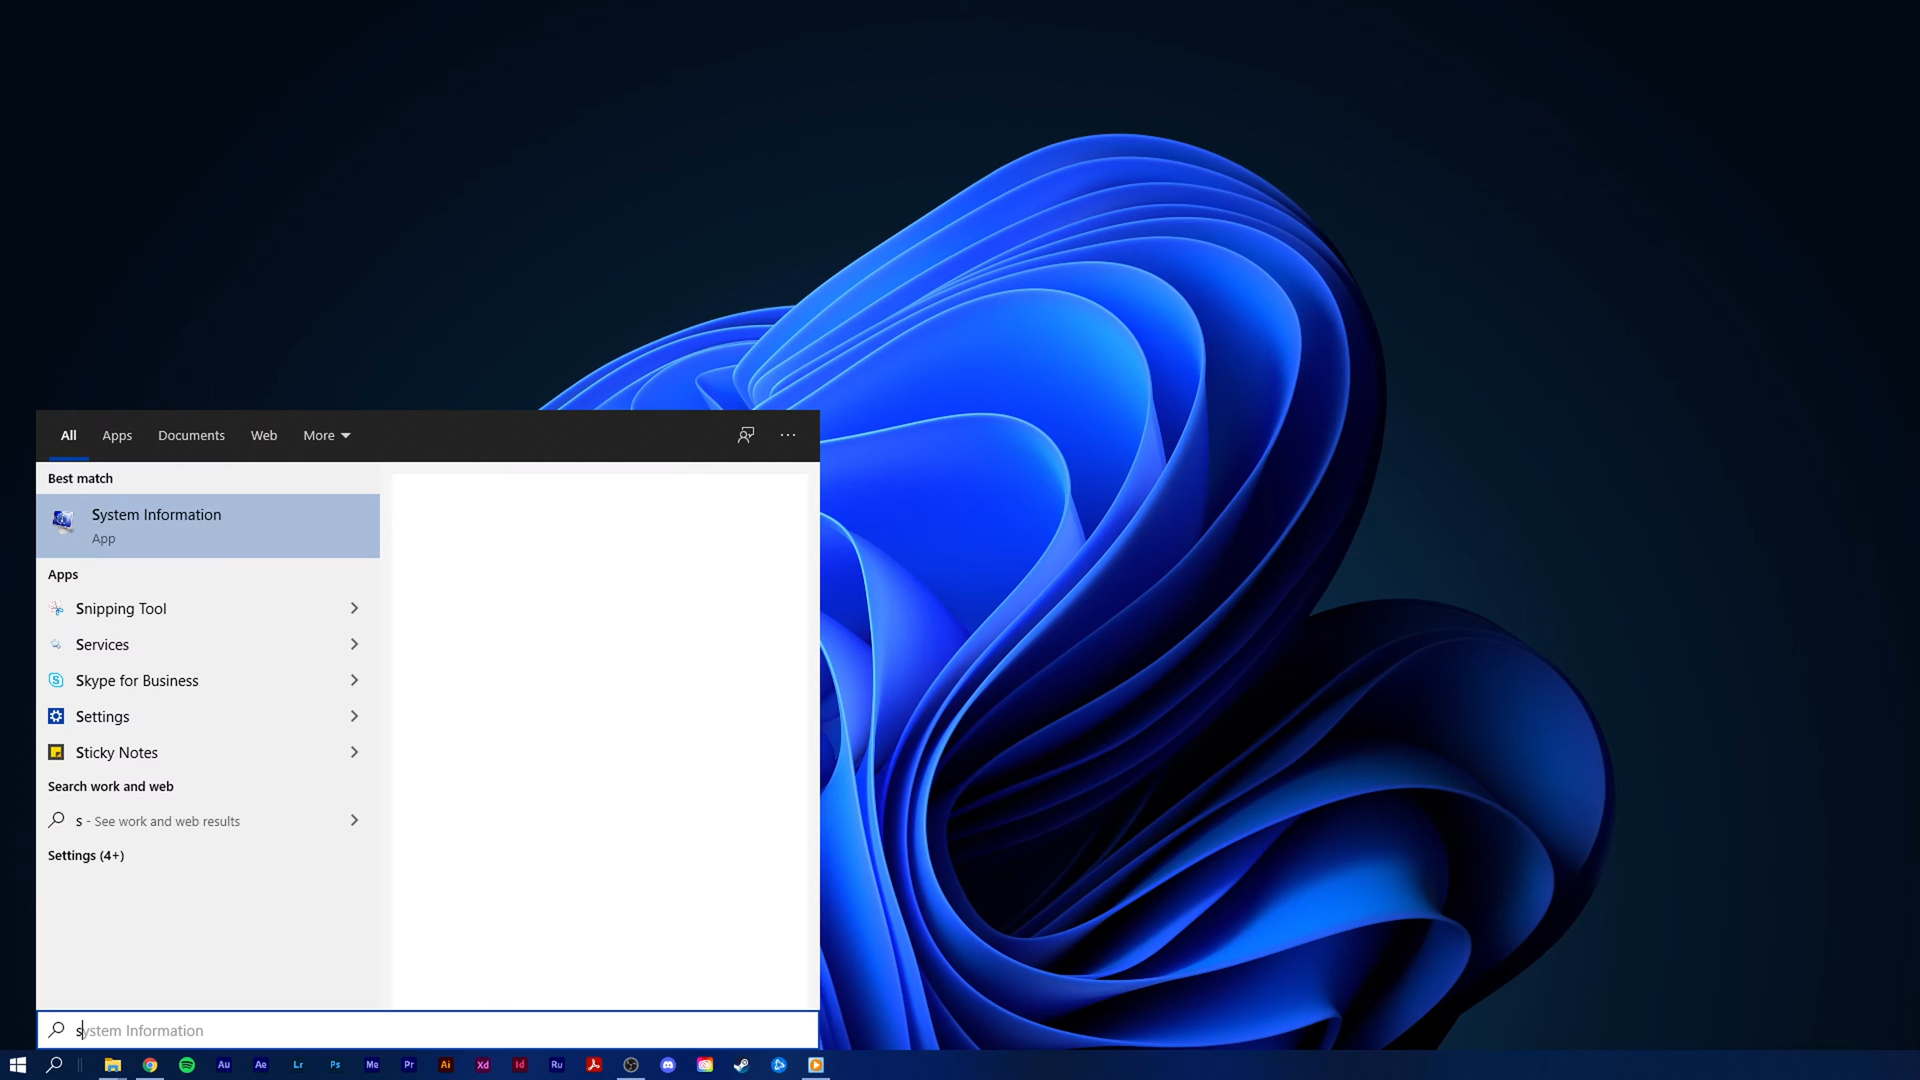 All Apps Documents Web More
Best match
System Information
App
Apps
Snipping Tool
Services
Skype for Business
Settings
Sticky Notes
Search work and web
s - See work and web results
Settings (4+)
system Information
Au Ae Lr Ps Me Pr Ai Xd Id Ru